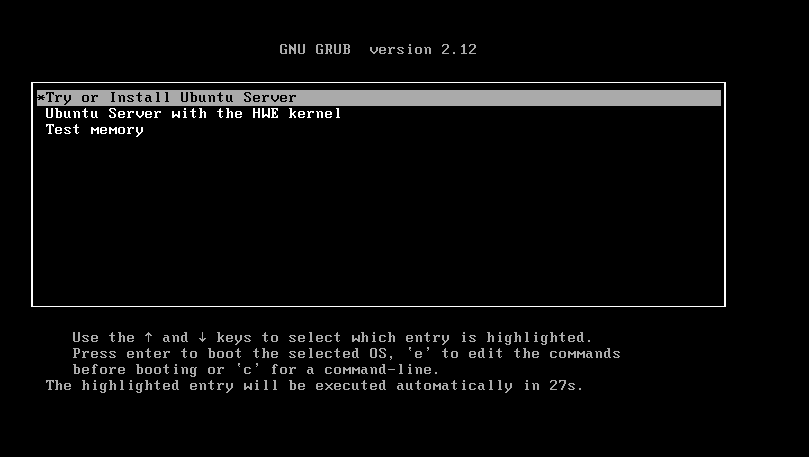 GNU GRUB  version 2.12
*Try or Install Ubuntu Server
Ubuntu Server with the HWE kernel
Test memory
Use the ↑ and ↓ keys to select which entry is highlighted.
Press enter to boot the selected OS, `e' to edit the commands
before booting or `c' for a command-line.
The highlighted entry will be executed automatically in 27s.